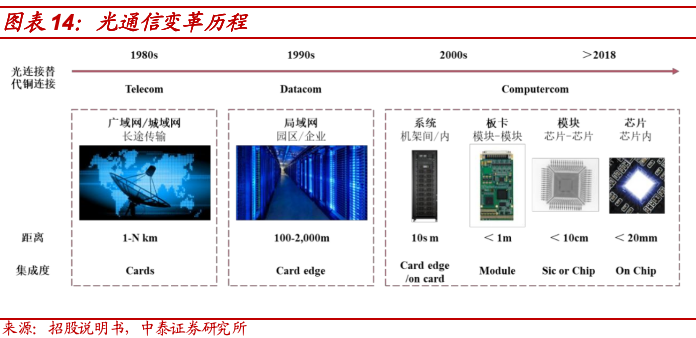 图表 14：光通信变革历程
1980s 1990s 2000s ＞2018
光连接替
代铜连接
Telecom Datacom Computercom
广域网/城域网 局域网 系统 板卡 模块 芯片
长途传输 园区/企业 机架间/内 模块-模块 芯片-芯片 芯片内
距离 1-N km 100-2,000m 10s m ＜1m ＜10cm ＜20mm
集成度 Cards Card edge Card edge /on card Module Sic or Chip On Chip
来源：招股说明书，中泰证券研究所